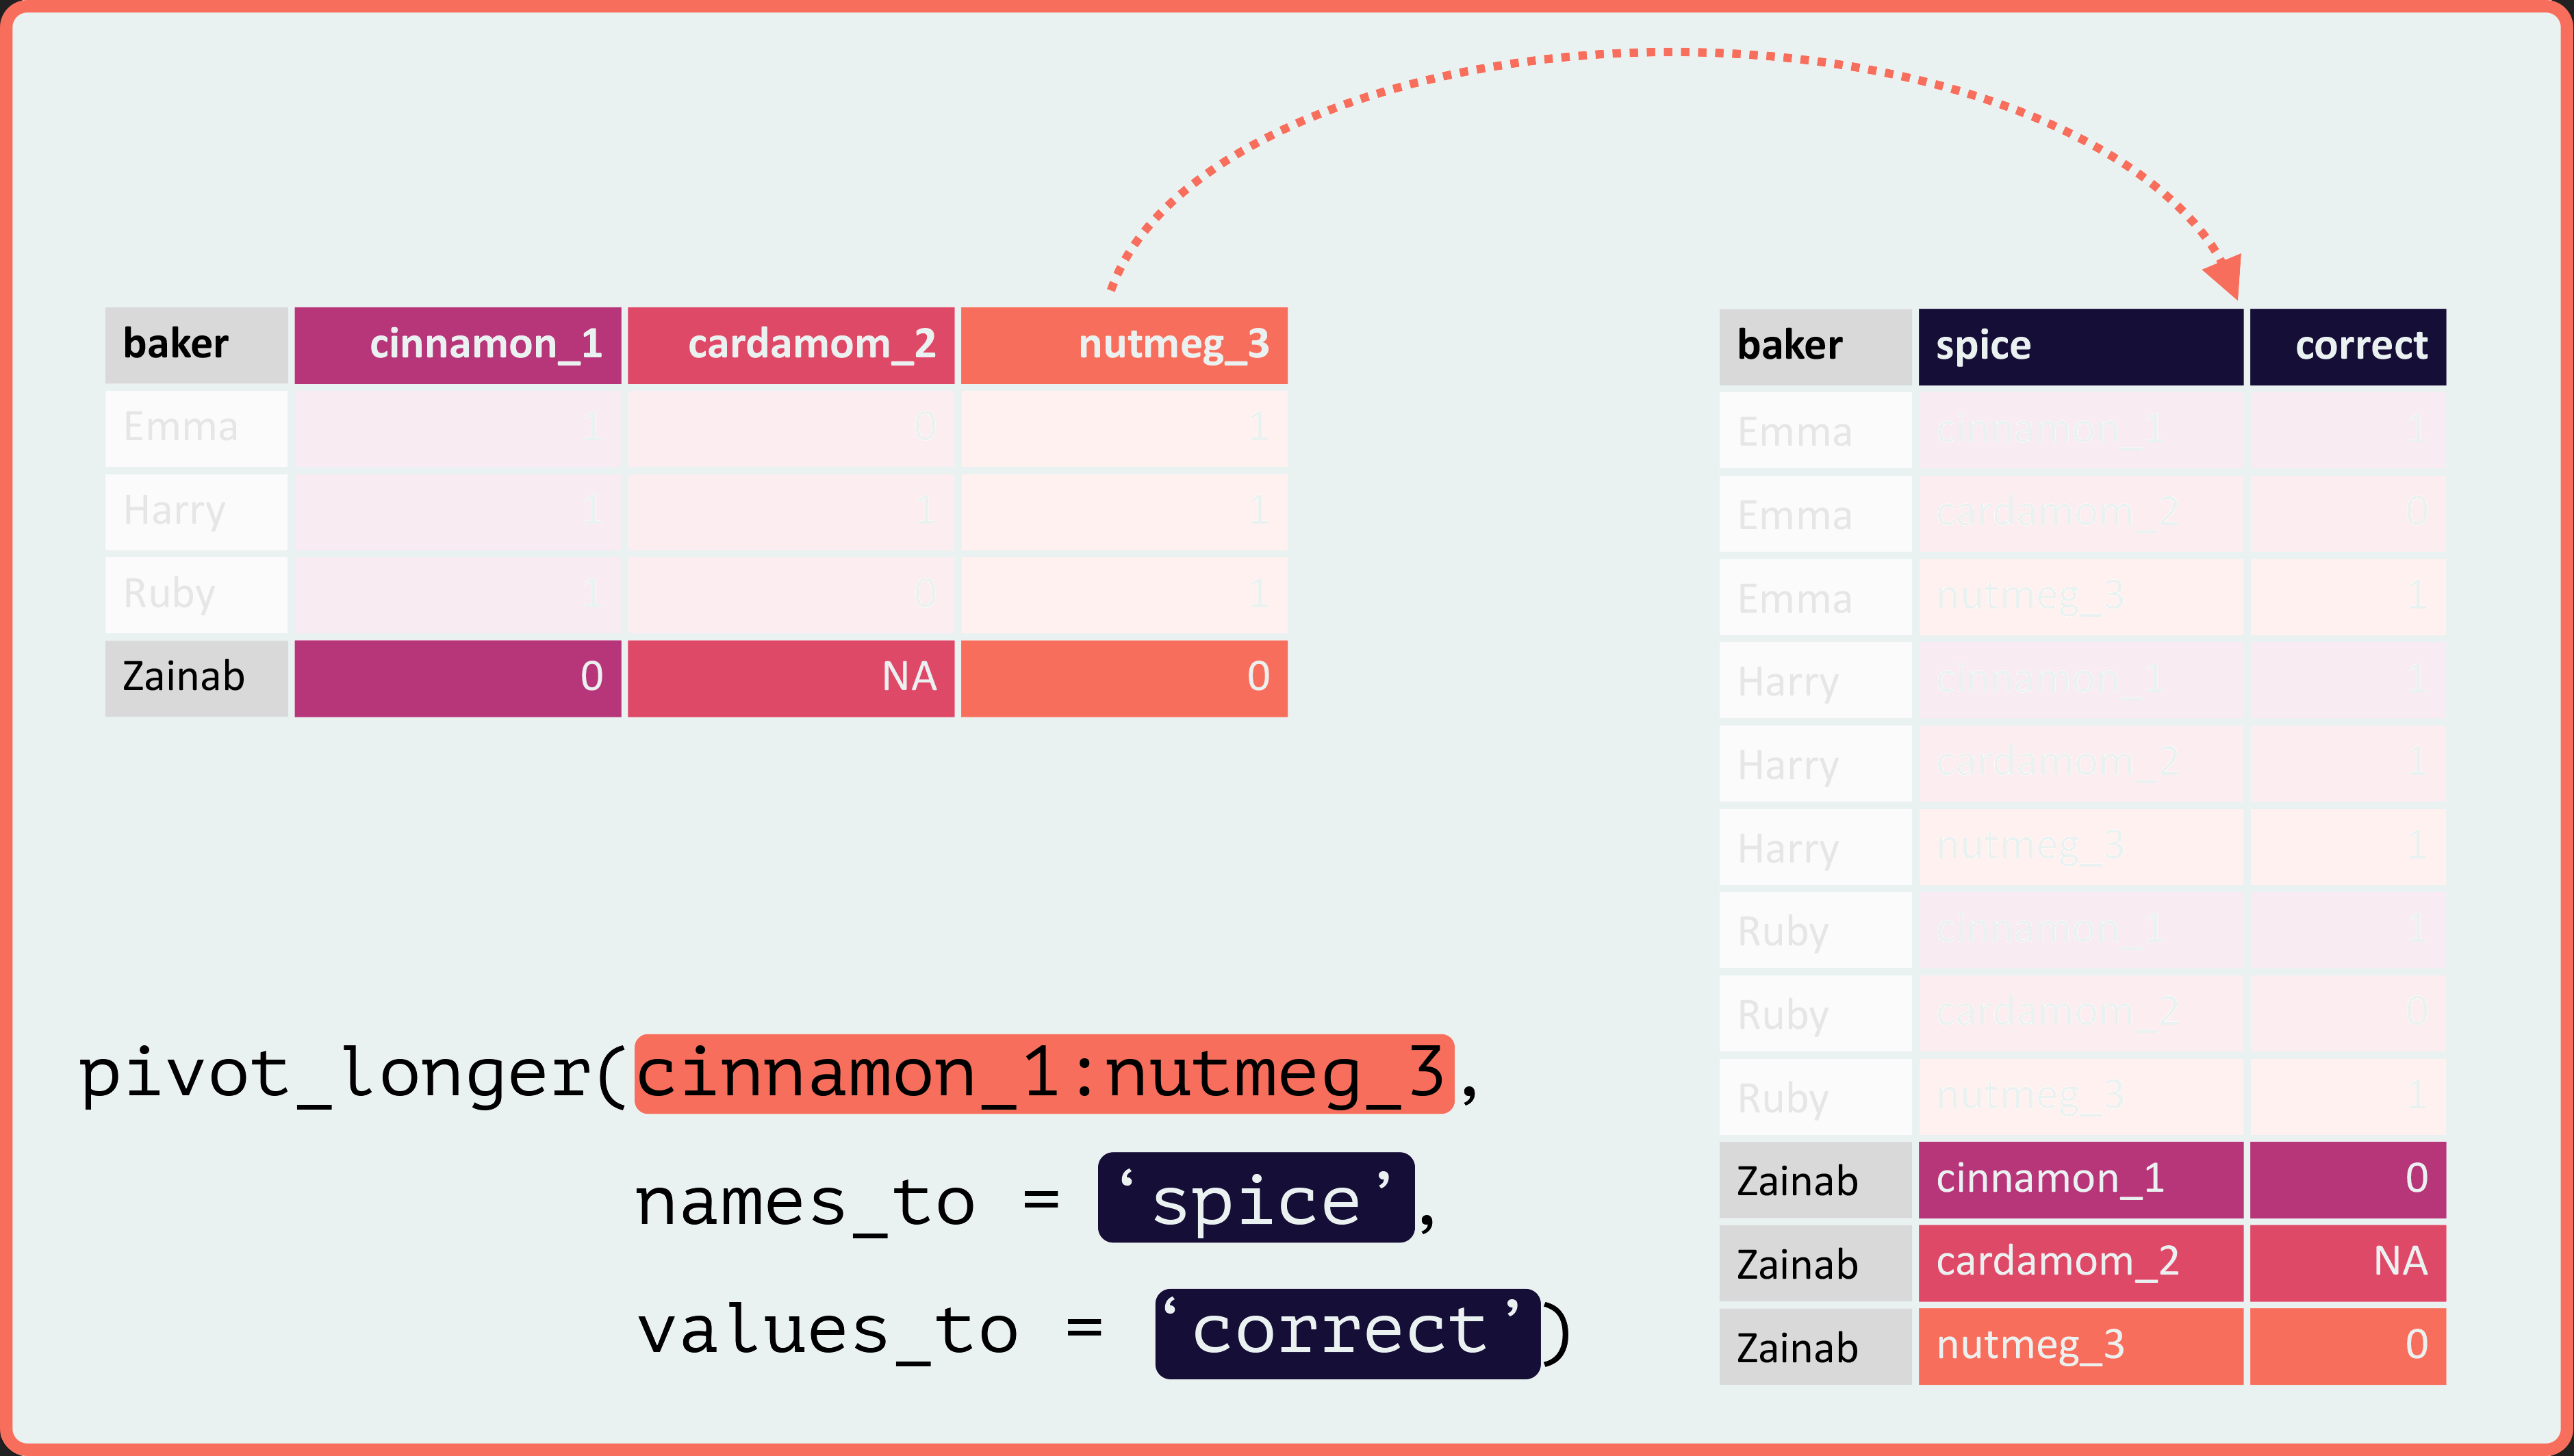 baker cinnamon_1 cardamom_2 nutmeg_3
Emma 1 0 1
Harry 1 1 1
Ruby 1 0 1
Zainab 0 NA 0
pivot_longer(cinnamon_1:nutmeg_3,
names_to = ‘spice’,
values_to = ‘correct’)
baker spice correct
Emma cinnamon_1 1
Emma cardamom_2 0
Emma nutmeg_3 1
Harry cinnamon_1 1
Harry cardamom_2 1
Harry nutmeg_3 1
Ruby cinnamon_1 1
Ruby cardamom_2 0
Ruby nutmeg_3 1
Zainab cinnamon_1 0
Zainab cardamom_2 NA
Zainab nutmeg_3 0